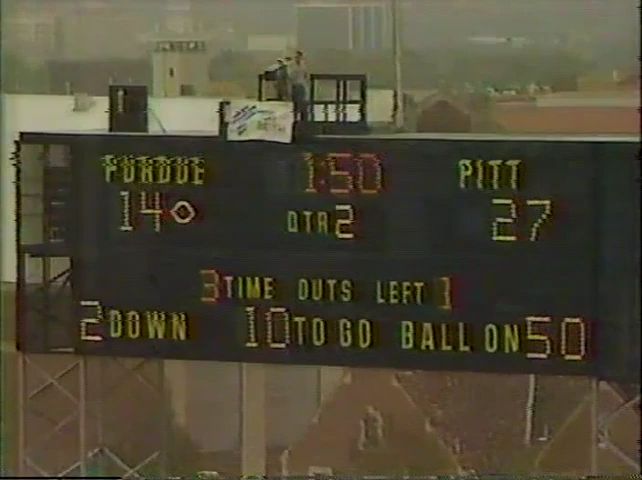 PURDUE 1:50 PITT
14 QTR 2 27
3 TIME OUTS LEFT 1
2 DOWN 10 TO GO BALL ON 50